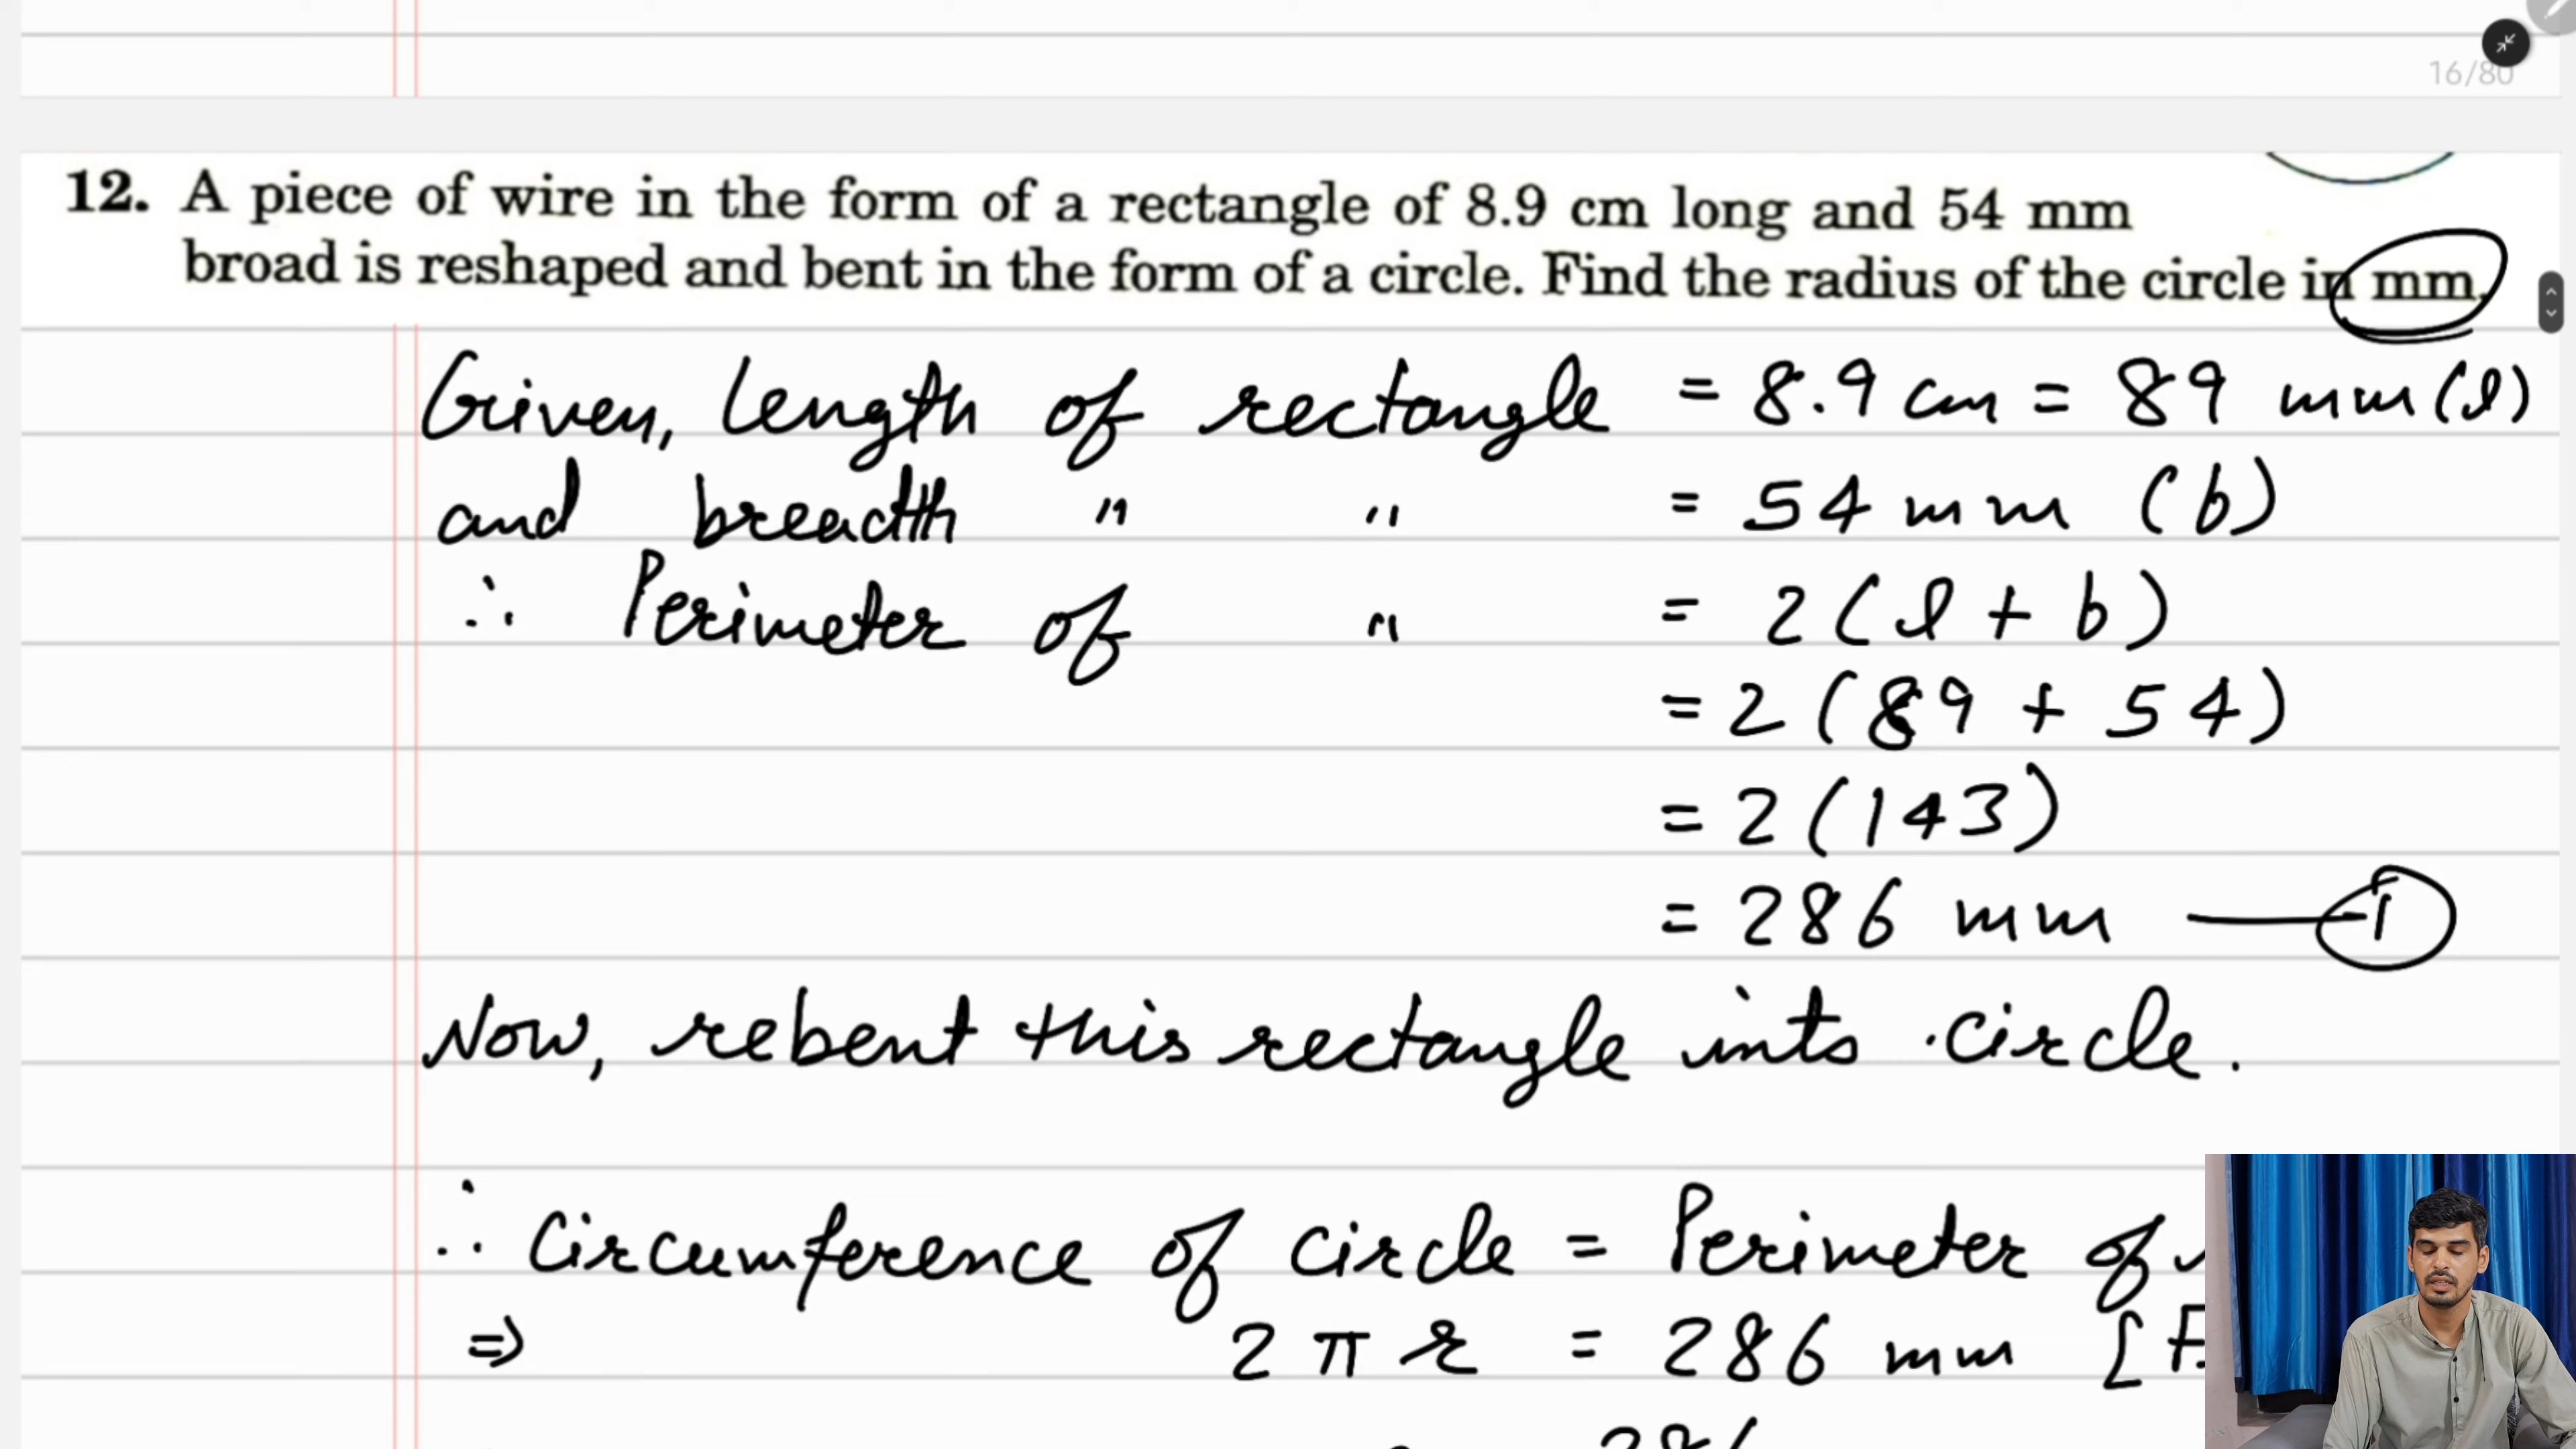 16/80
12. A piece of wire in the form of a rectangle of 8.9 cm long and 54 mm
broad is reshaped and bent in the form of a circle. Find the radius of the circle in mm.
Given, length of rectangle = 8.9 cm = 89 mm (l)
and breadth " " = 54 mm (b)
∴ Perimeter of " = 2 (l + b)
= 2 (89 + 54)
= 2 (143)
= 286 mm — i
Now, rebent this rectangle into circle.
∴ Circumference of circle = Perimeter of
⇒ 2 π r = 286 mm [